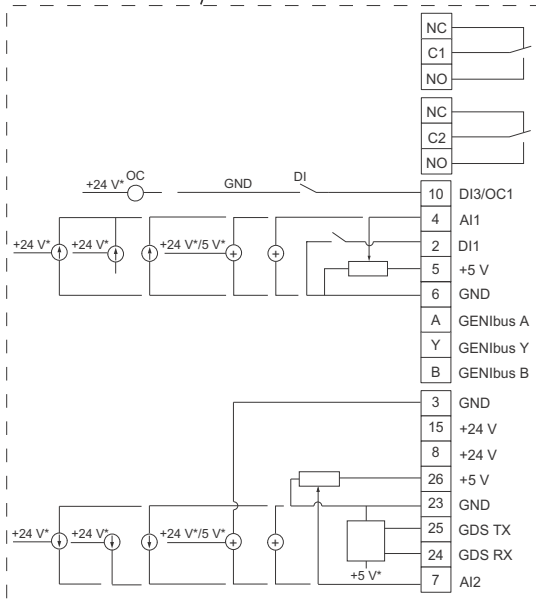 NC
C1
NO
NC
C2
NO
+24 V* OC GND DI 10 DI3/OC1
4 AI1
+24 V* +24 V* +24 V*/5 V* + + 2 DI1
5 +5 V
6 GND
A GENIbus A
Y GENIbus Y
B GENIbus B
3 GND
15 +24 V
8 +24 V
26 +5 V
23 GND
+24 V* +24 V* +24 V*/5 V* + + 25 GDS TX
24 GDS RX
+5 V* 7 AI2